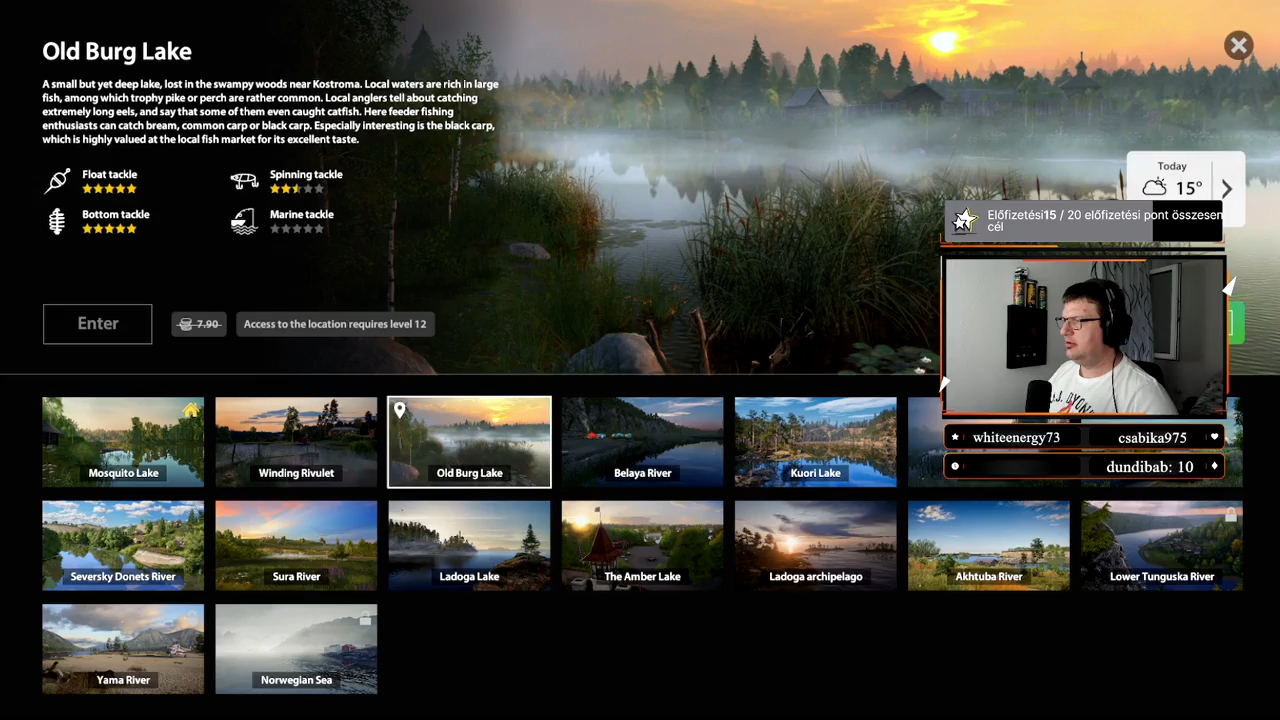 Old Burg Lake
A small but yet deep lake, lost in the swampy woods near Kostroma. Local waters are rich in large
fish, among which trophy pike or perch are rather common. Local anglers tell about catching
extremely long eels, and say that some of them even caught catfish. Here feeder fishing
enthusiasts can catch bream, common carp or black carp. Especially interesting is the black carp,
which is highly valued at the local fish market for its excellent taste.
Float tackle
Spinning tackle
Bottom tackle
Marine tackle
Today
15°
Előfizetési 15 / 20 előfizetési pont összesen
cél
Enter
7.90
Access to the location requires level 12
whiteenergy73
csabika975
dundibab: 10
Mosquito Lake
Winding Rivulet
Old Burg Lake
Belaya River
Kuori Lake
Seversky Donets River
Sura River
Ladoga Lake
The Amber Lake
Ladoga archipelago
Akhtuba River
Lower Tunguska River
Yama River
Norwegian Sea